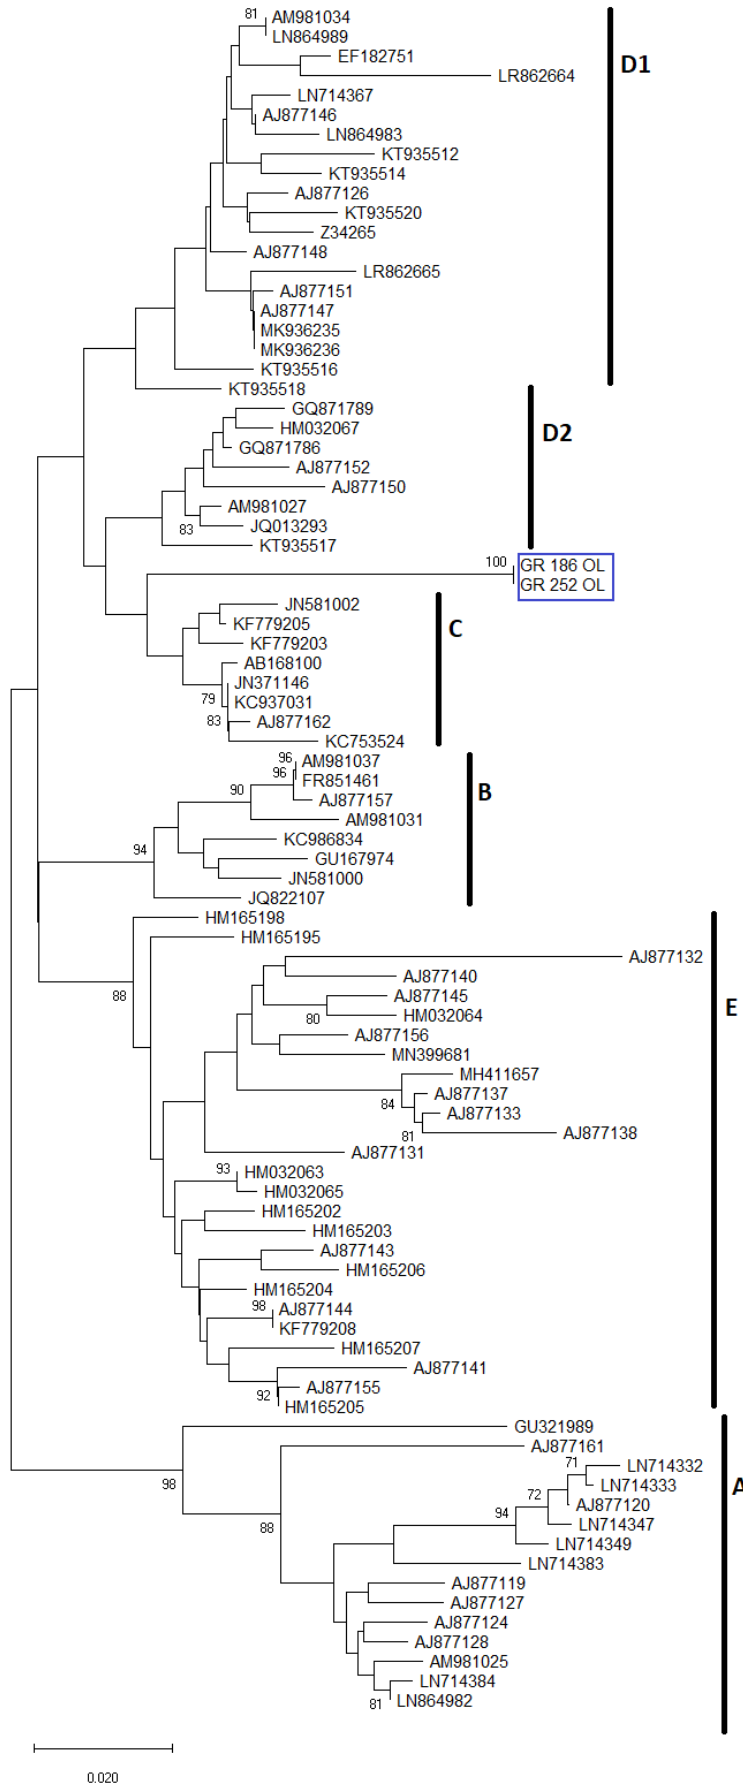 81
AM981034
LN864989
EF182751
D1
LR862664
LN714367
AJ877146
LN864983
KT935512
KT935514
AJ877126
KT935520
Z34265
AJ877148
LR862665
AJ877151
AJ877147
MK936235
MK936236
KT935516
KT935518
GQ871789
HM032067
D2
GQ871786
AJ877152
AJ877150
AM981027
JQ013293
83
KT935517
100
GR 186 OL
GR 252 OL
JN581002
KF779205
C
KF779203
AB168100
JN371146
79
KC937031
83
AJ877162
KC753524
96
AM981037
96
FR851461
90
AJ877157
B
AM981031
KC986834
94
GU167974
JN581000
JQ822107
HM165198
HM165195
AJ877132
AJ877140
88
AJ877145
E
80
HM032064
AJ877156
MN399681
MH411657
AJ877137
84
AJ877133
81
AJ877138
AJ877131
93
HM032063
HM032065
HM165202
HM165203
AJ877143
HM165206
HM165204
98
AJ877144
KF779208
HM165207
AJ877141
92
AJ877155
HM165205
GU321989
AJ877161
71
LN714332
98
LN714333
A
72
AJ877120
94
LN714347
88
LN714349
LN714383
AJ877119
AJ877127
AJ877124
AJ877128
AM981025
LN714384
81
LN864982
0.020